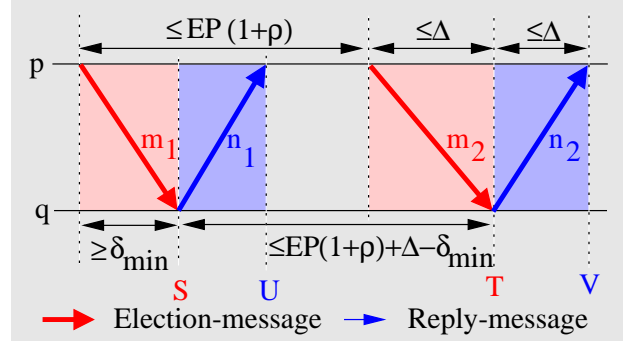 ≤EP(1+ρ) ≤Δ ≤Δ
p
m1 n1 m2 n2
q
≥δmin ≤EP(1+ρ)+Δ−δmin
S U T V
Election-message Reply-message